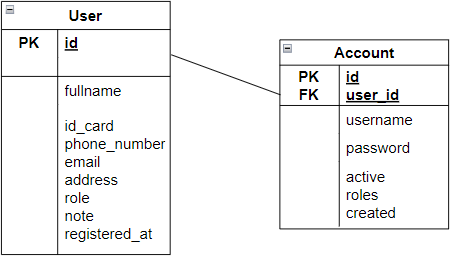 User
PK id
fullname
id_card
phone_number
email
address
role
note
registered_at
Account
PK id
FK user_id
username
password
active
roles
created